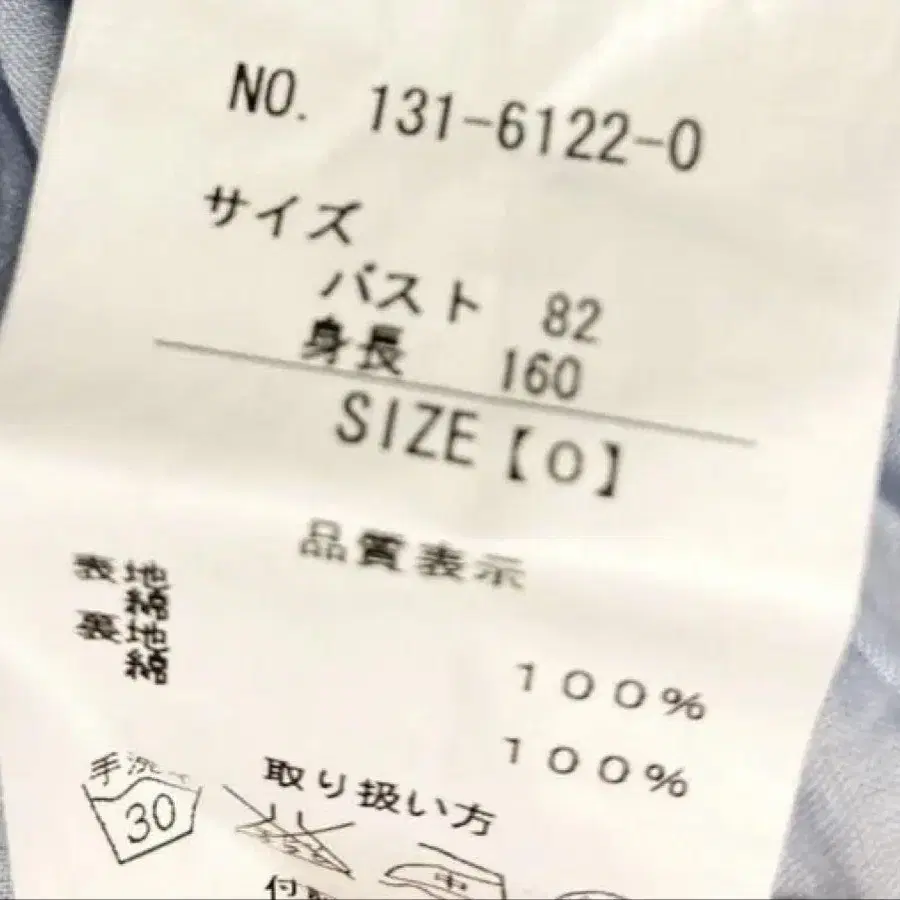 NO. 131-6122-0
サイズ
バスト 82
身長 160
SIZE【0】
品質表示
表地
綿 100%
裏地
綿 100%
取り扱い方
手洗イ
30
中